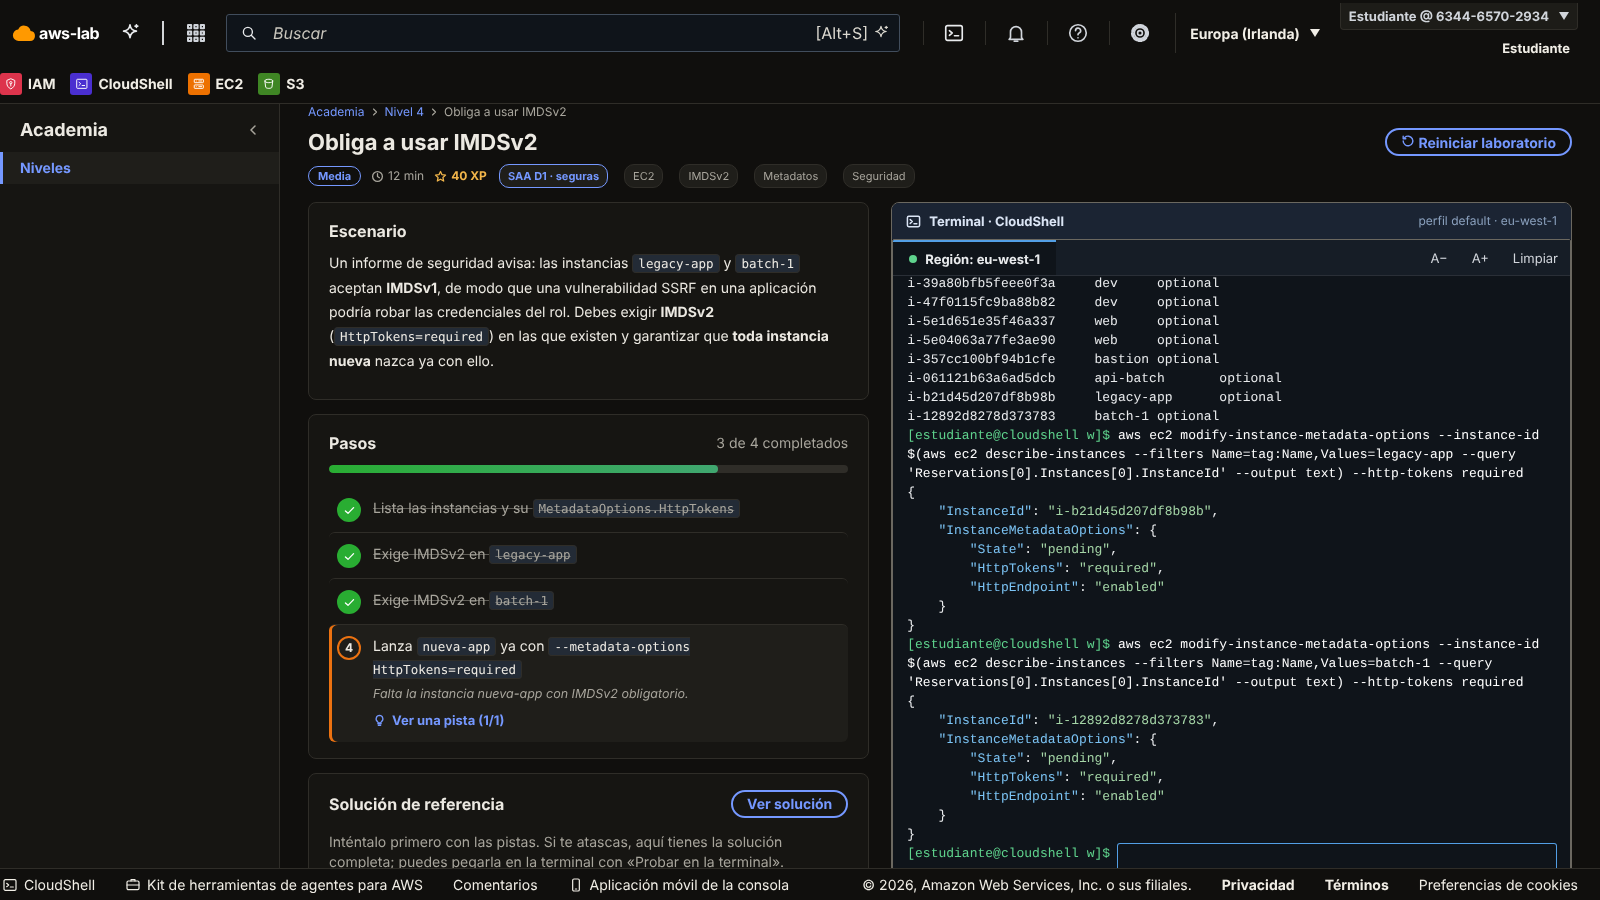 aws-lab
Buscar
[Alt+S]
Europa (Irlanda) ▼
Estudiante @ 6344-6570-2934 ▼
Estudiante
IAM
CloudShell
EC2
S3
Academia
Niveles
Academia > Nivel 4 > Obliga a usar IMDSv2
Obliga a usar IMDSv2
Reiniciar laboratorio
Media
12 min
40 XP
SAA D1 · seguras
EC2
IMDSv2
Metadatos
Seguridad
Escenario
Un informe de seguridad avisa: las instancias legacy-app y batch-1
aceptan IMDSv1, de modo que una vulnerabilidad SSRF en una aplicación
podría robar las credenciales del rol. Debes exigir IMDSv2
(HttpTokens=required) en las que existen y garantizar que toda instancia
nueva nazca ya con ello.
Pasos
3 de 4 completados
Lista las instancias y su MetadataOptions.HttpTokens
Exige IMDSv2 en legacy-app
Exige IMDSv2 en batch-1
4
Lanza nueva-app ya con --metadata-options
HttpTokens=required
Falta la instancia nueva-app con IMDSv2 obligatorio.
Ver una pista (1/1)
Solución de referencia
Ver solución
Inténtalo primero con las pistas. Si te atascas, aquí tienes la solución
completa; puedes pegarla en la terminal con «Probar en la terminal».
Terminal · CloudShell
perfil default · eu-west-1
Región: eu-west-1
A−
A+
Limpiar
i-39a80bfb5feee0f3a dev optional
i-47f0115fc9ba88b82 dev optional
i-5e1d651e35f46a337 web optional
i-5e04063a77fe3ae90 web optional
i-357cc100bf94b1cfe bastion optional
i-061121b63a6ad5dcb api-batch optional
i-b21d45d207df8b98b legacy-app optional
i-12892d8278d373783 batch-1 optional
[estudiante@cloudshell w]$ aws ec2 modify-instance-metadata-options --instance-id
$(aws ec2 describe-instances --filters Name=tag:Name,Values=legacy-app --query
'Reservations[0].Instances[0].InstanceId' --output text) --http-tokens required
{
"InstanceId": "i-b21d45d207df8b98b",
"InstanceMetadataOptions": {
"State": "pending",
"HttpTokens": "required",
"HttpEndpoint": "enabled"
}
}
[estudiante@cloudshell w]$ aws ec2 modify-instance-metadata-options --instance-id
$(aws ec2 describe-instances --filters Name=tag:Name,Values=batch-1 --query
'Reservations[0].Instances[0].InstanceId' --output text) --http-tokens required
{
"InstanceId": "i-12892d8278d373783",
"InstanceMetadataOptions": {
"State": "pending",
"HttpTokens": "required",
"HttpEndpoint": "enabled"
}
}
[estudiante@cloudshell w]$
CloudShell
Kit de herramientas de agentes para AWS
Comentarios
Aplicación móvil de la consola
© 2026, Amazon Web Services, Inc. o sus filiales.
Privacidad
Términos
Preferencias de cookies